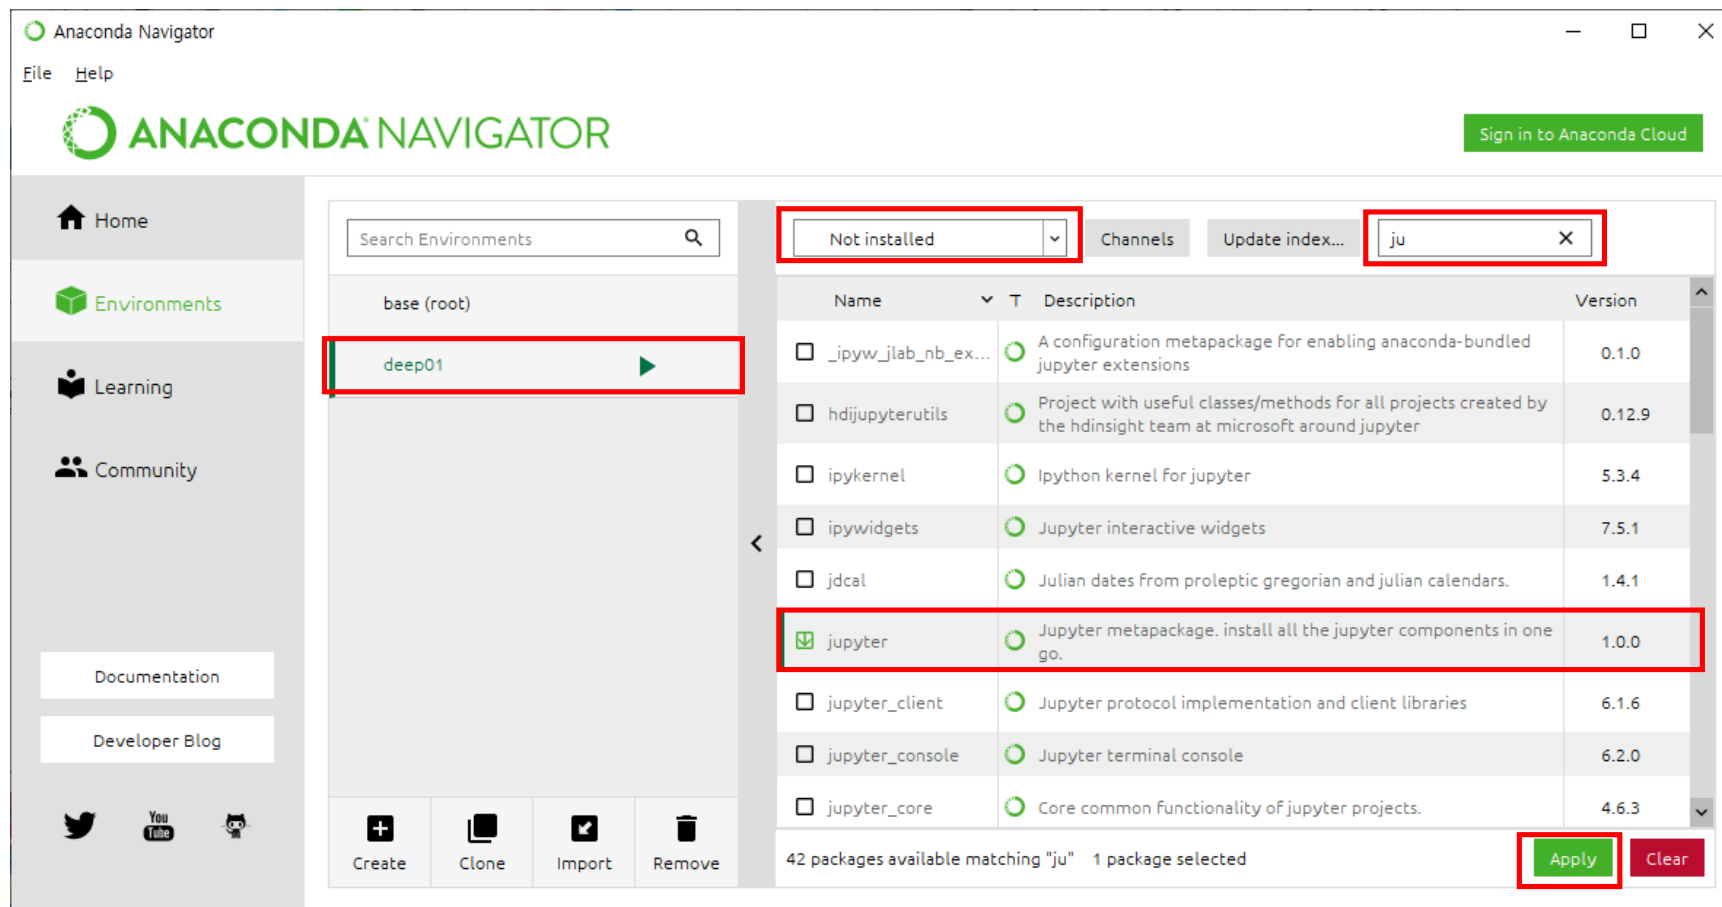 Anaconda Navigator
File Help
ANACONDA NAVIGATOR
Sign in to Anaconda Cloud
Home
Environments
Learning
Community
Documentation
Developer Blog
You
Tube
Search Environments
base (root)
deep01
Create Clone Import Remove
Not installed Channels Update index... ju
Name T Description Version
_ipyw_jlab_nb_ex... A configuration metapackage for enabling anaconda-bundled 0.1.0
jupyter extensions
hdijupyterutils Project with useful classes/methods for all projects created by 0.12.9
the hdinsight team at microsoft around jupyter
ipykernel Ipython kernel for jupyter 5.3.4
ipywidgets Jupyter interactive widgets 7.5.1
jdcal Julian dates from proleptic gregorian and julian calendars. 1.4.1
jupyter Jupyter metapackage. install all the jupyter components in one 1.0.0
go.
jupyter_client Jupyter protocol implementation and client libraries 6.1.6
jupyter_console Jupyter terminal console 6.2.0
jupyter_core Core common functionality of jupyter projects. 4.6.3
42 packages available matching "ju" 1 package selected Apply Clear